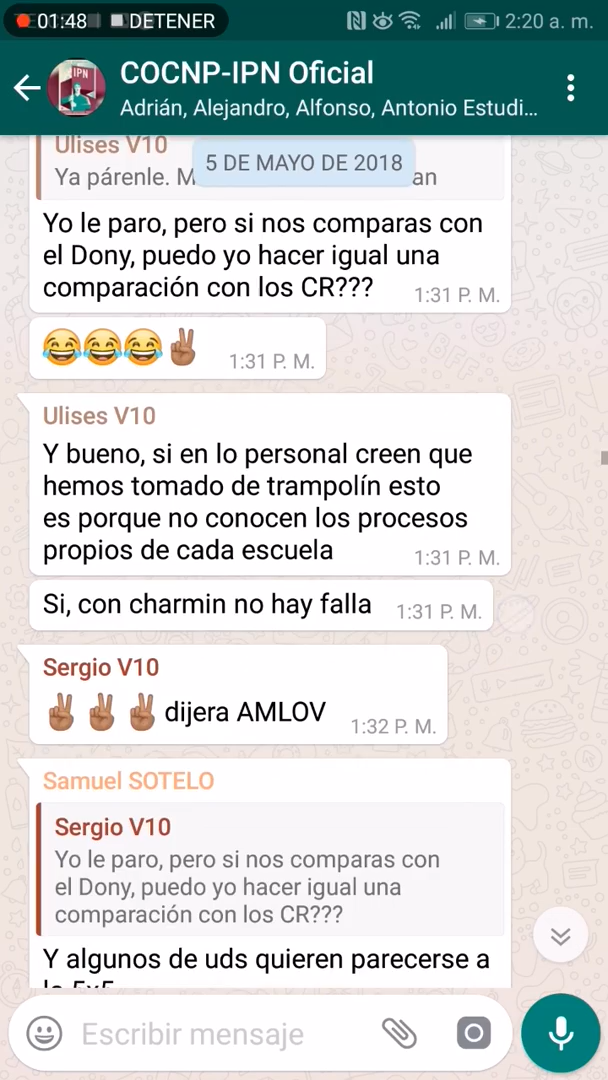 01:48 DETENER 2:20 a. m.
IPN
COCNP-IPN Oficial
Adrián, Alejandro, Alfonso, Antonio Estudi...
Ulises V10
5 DE MAYO DE 2018
Ya párenle. M an
Yo le paro, pero si nos comparas con
el Dony, puedo yo hacer igual una
comparación con los CR???
1:31 P. M.
😂😂😂✌🏽 1:31 P. M.
Ulises V10
Y bueno, si en lo personal creen que
hemos tomado de trampolín esto
es porque no conocen los procesos
propios de cada escuela
1:31 P. M.
Si, con charmin no hay falla 1:31 P. M.
Sergio V10
✌🏽✌🏽✌🏽 dijera AMLOV
1:32 P. M.
Samuel SOTELO
Sergio V10
Yo le paro, pero si nos comparas con
el Dony, puedo yo hacer igual una
comparación con los CR???
Y algunos de uds quieren parecerse a
Escribir mensaje